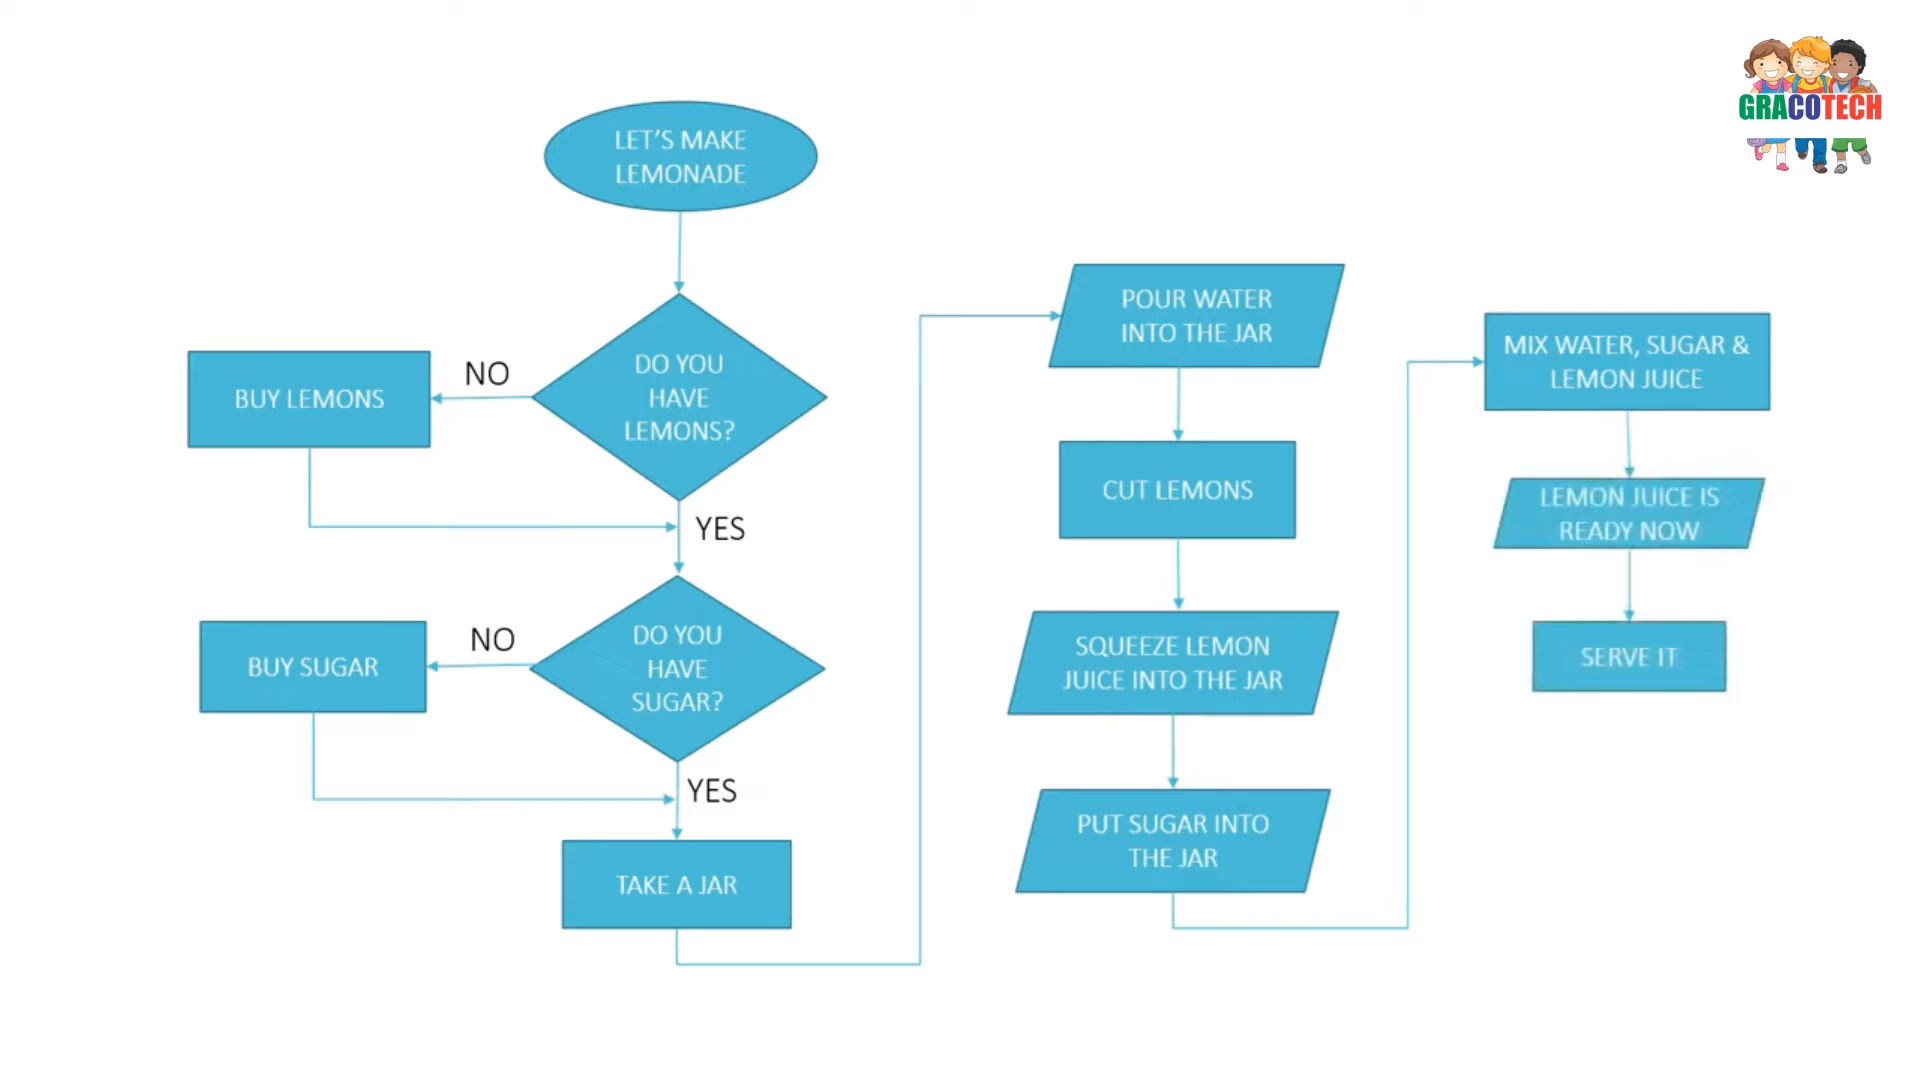 GRACOTECH
LET’S MAKE
LEMONADE
DO YOU
HAVE
LEMONS?
NO
BUY LEMONS
YES
DO YOU
HAVE
SUGAR?
NO
BUY SUGAR
YES
TAKE A JAR
POUR WATER
INTO THE JAR
CUT LEMONS
SQUEEZE LEMON
JUICE INTO THE JAR
PUT SUGAR INTO
THE JAR
MIX WATER, SUGAR &
LEMON JUICE
LEMON JUICE IS
READY NOW
SERVE IT